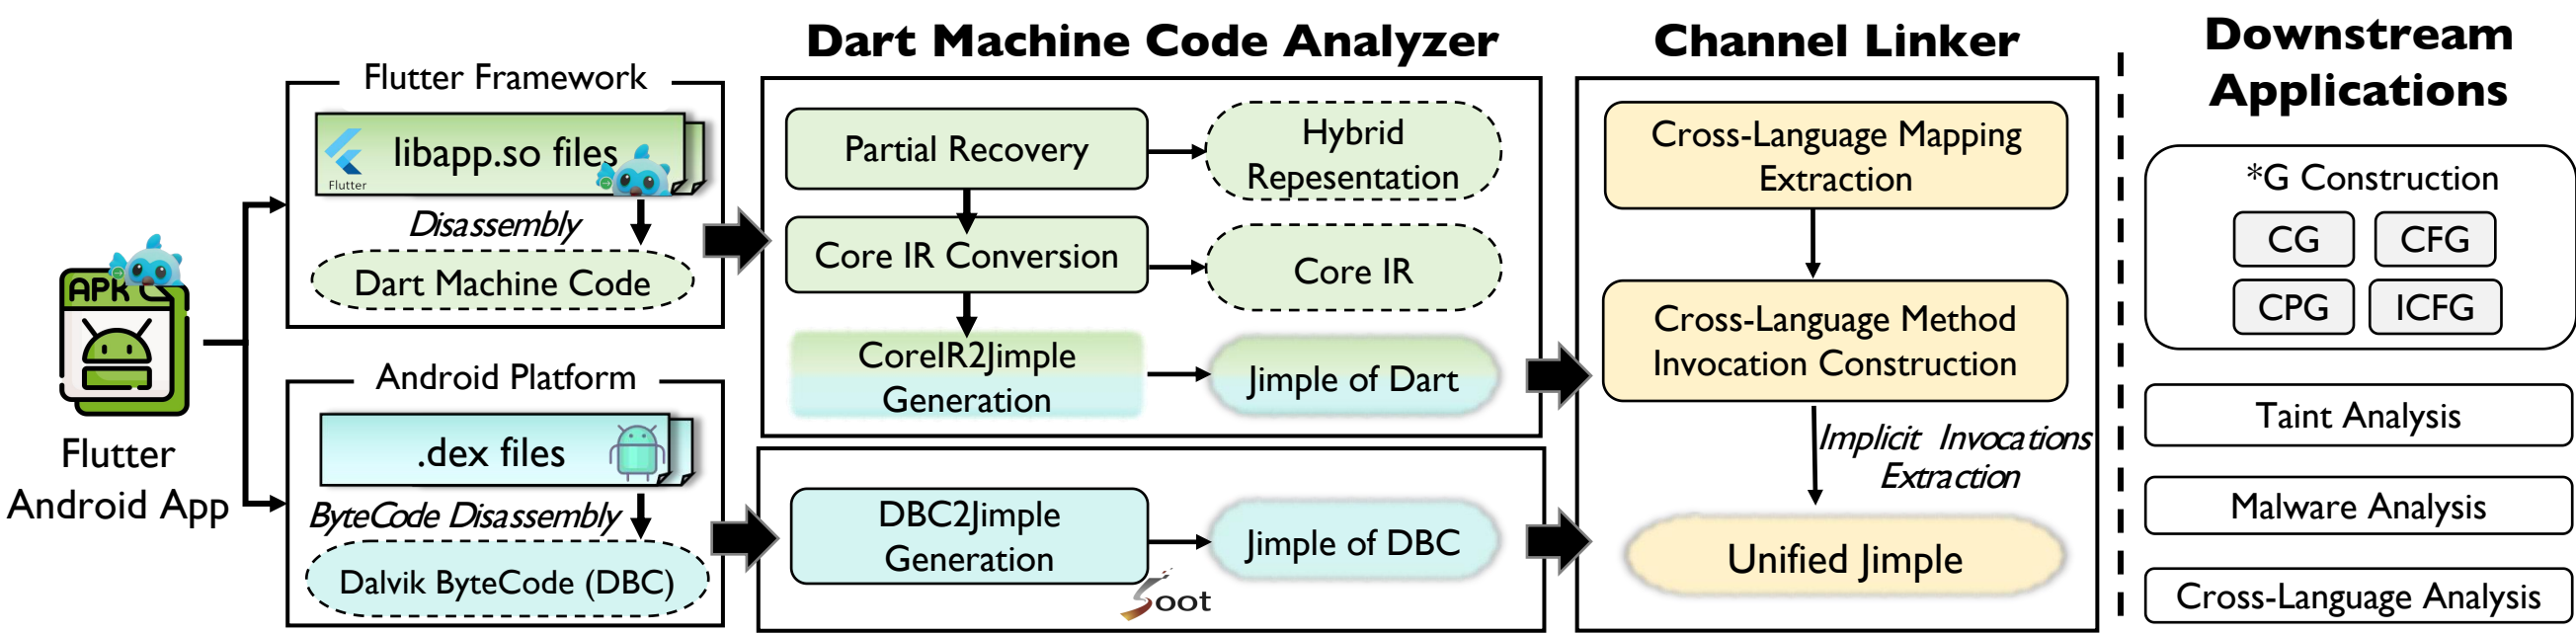 Dart Machine Code Analyzer
Channel Linker
Downstream
Applications
Flutter Framework
libapp.so files
Flutter
Disassembly
Dart Machine Code
APK
Flutter
Android App
Android Platform
.dex files
ByteCode Disassembly
Dalvik ByteCode (DBC)
Partial Recovery
Hybrid
Repesentation
Core IR Conversion
Core IR
CoreIR2Jimple
Generation
Jimple of Dart
DBC2Jimple
Generation
Soot
Jimple of DBC
Cross-Language Mapping
Extraction
Cross-Language Method
Invocation Construction
Implicit Invocations
Extraction
Unified Jimple
*G Construction
CG
CFG
CPG
ICFG
Taint Analysis
Malware Analysis
Cross-Language Analysis